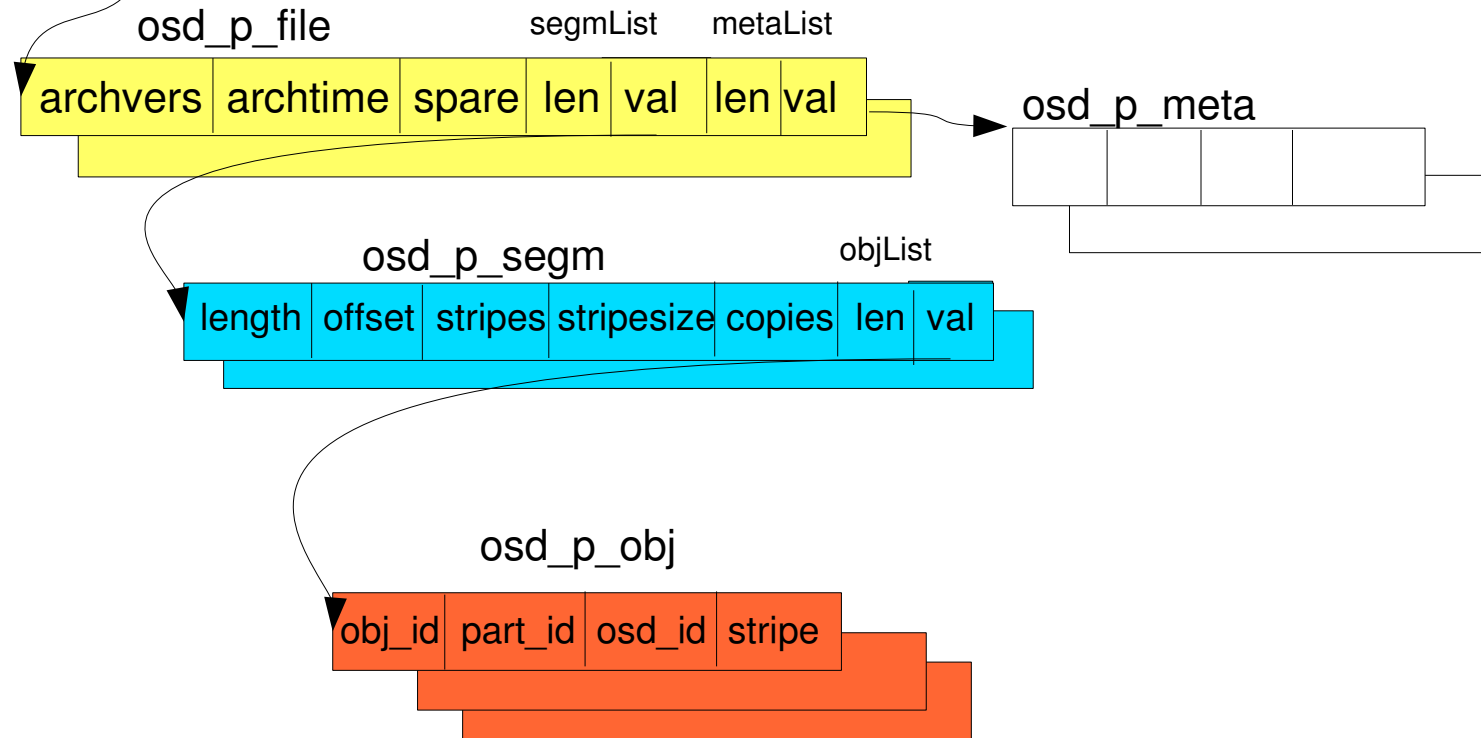 osd_p_file segmList metaList
archvers archtime spare len val len val
osd_p_meta
osd_p_segm objList
length offset stripes stripesize copies len val
osd_p_obj
obj_id part_id osd_id stripe